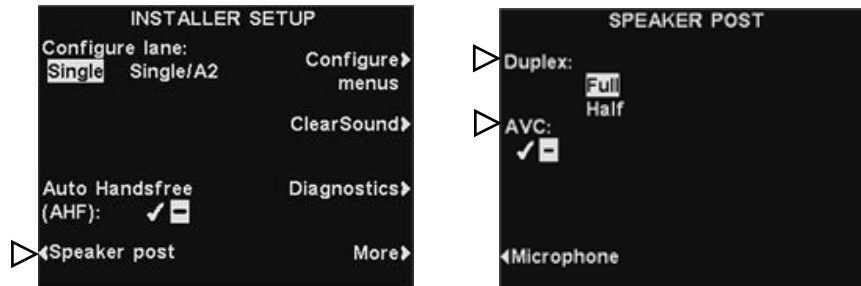 INSTALLER SETUP
Configure lane:
Single Single/A2
Configure
menus
ClearSound
Auto Handsfree
(AHF): ✓ –
Diagnostics
Speaker post
More
SPEAKER POST
Duplex:
Full
Half
AVC:
✓ –
Microphone